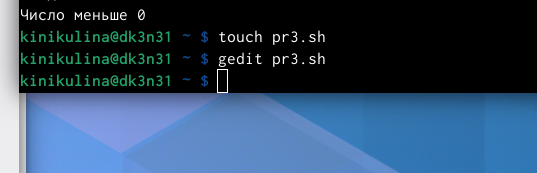 Число меньше 0
kinikulina@dk3n31 ~ $ touch pr3.sh
kinikulina@dk3n31 ~ $ gedit pr3.sh
kinikulina@dk3n31 ~ $